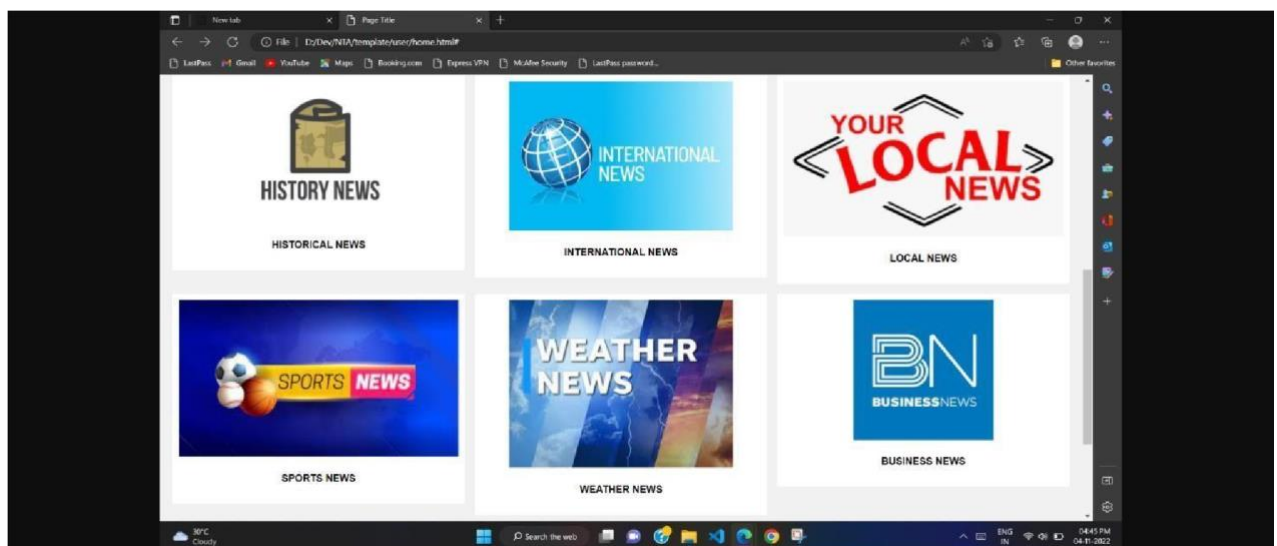 New tab
Page Title
File | D:/Dev/NTA/template/user/home.html#
LastPass Gmail YouTube Maps Booking.com Express VPN McAfee Security LastPass password... Other favorites
HISTORY NEWS
HISTORICAL NEWS
INTERNATIONAL
NEWS
INTERNATIONAL NEWS
YOUR
LOCAL
NEWS
LOCAL NEWS
SPORTS NEWS
SPORTS NEWS
WEATHER
NEWS
WEATHER NEWS
BN
BUSINESSNEWS
BUSINESS NEWS
30°C
Cloudy
Search the web
ENG
IN
04:45 PM
04-11-2022